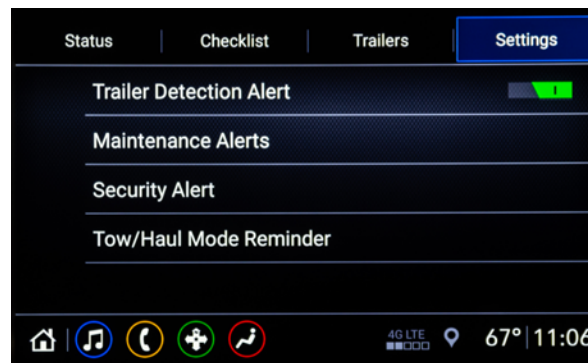 Status Checklist Trailers Settings
Trailer Detection Alert
Maintenance Alerts
Security Alert
Tow/Haul Mode Reminder
4G LTE 67° 11:06